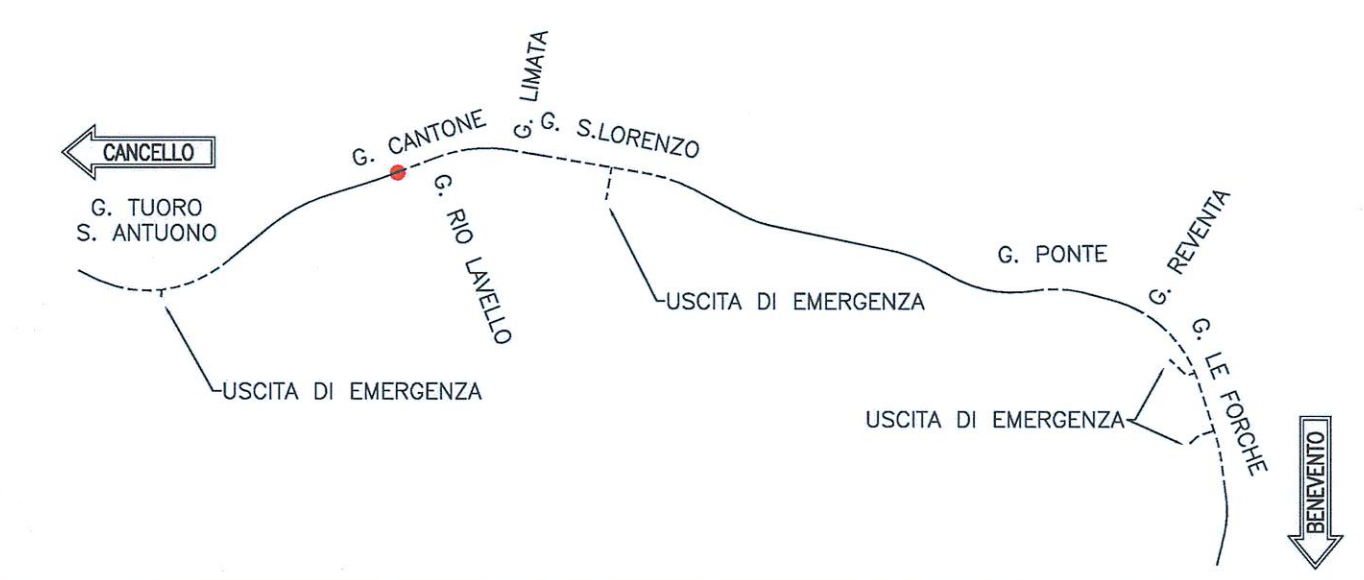 CANCELLO
G. TUORO
S. ANTUONO
G. CANTONE
G. RIO LAVELLO
G. LIMATA
G. S.LORENZO
USCITA DI EMERGENZA
USCITA DI EMERGENZA
G. PONTE
G. REVENTA
G. LE FORCHE
USCITA DI EMERGENZA
BENEVENTO